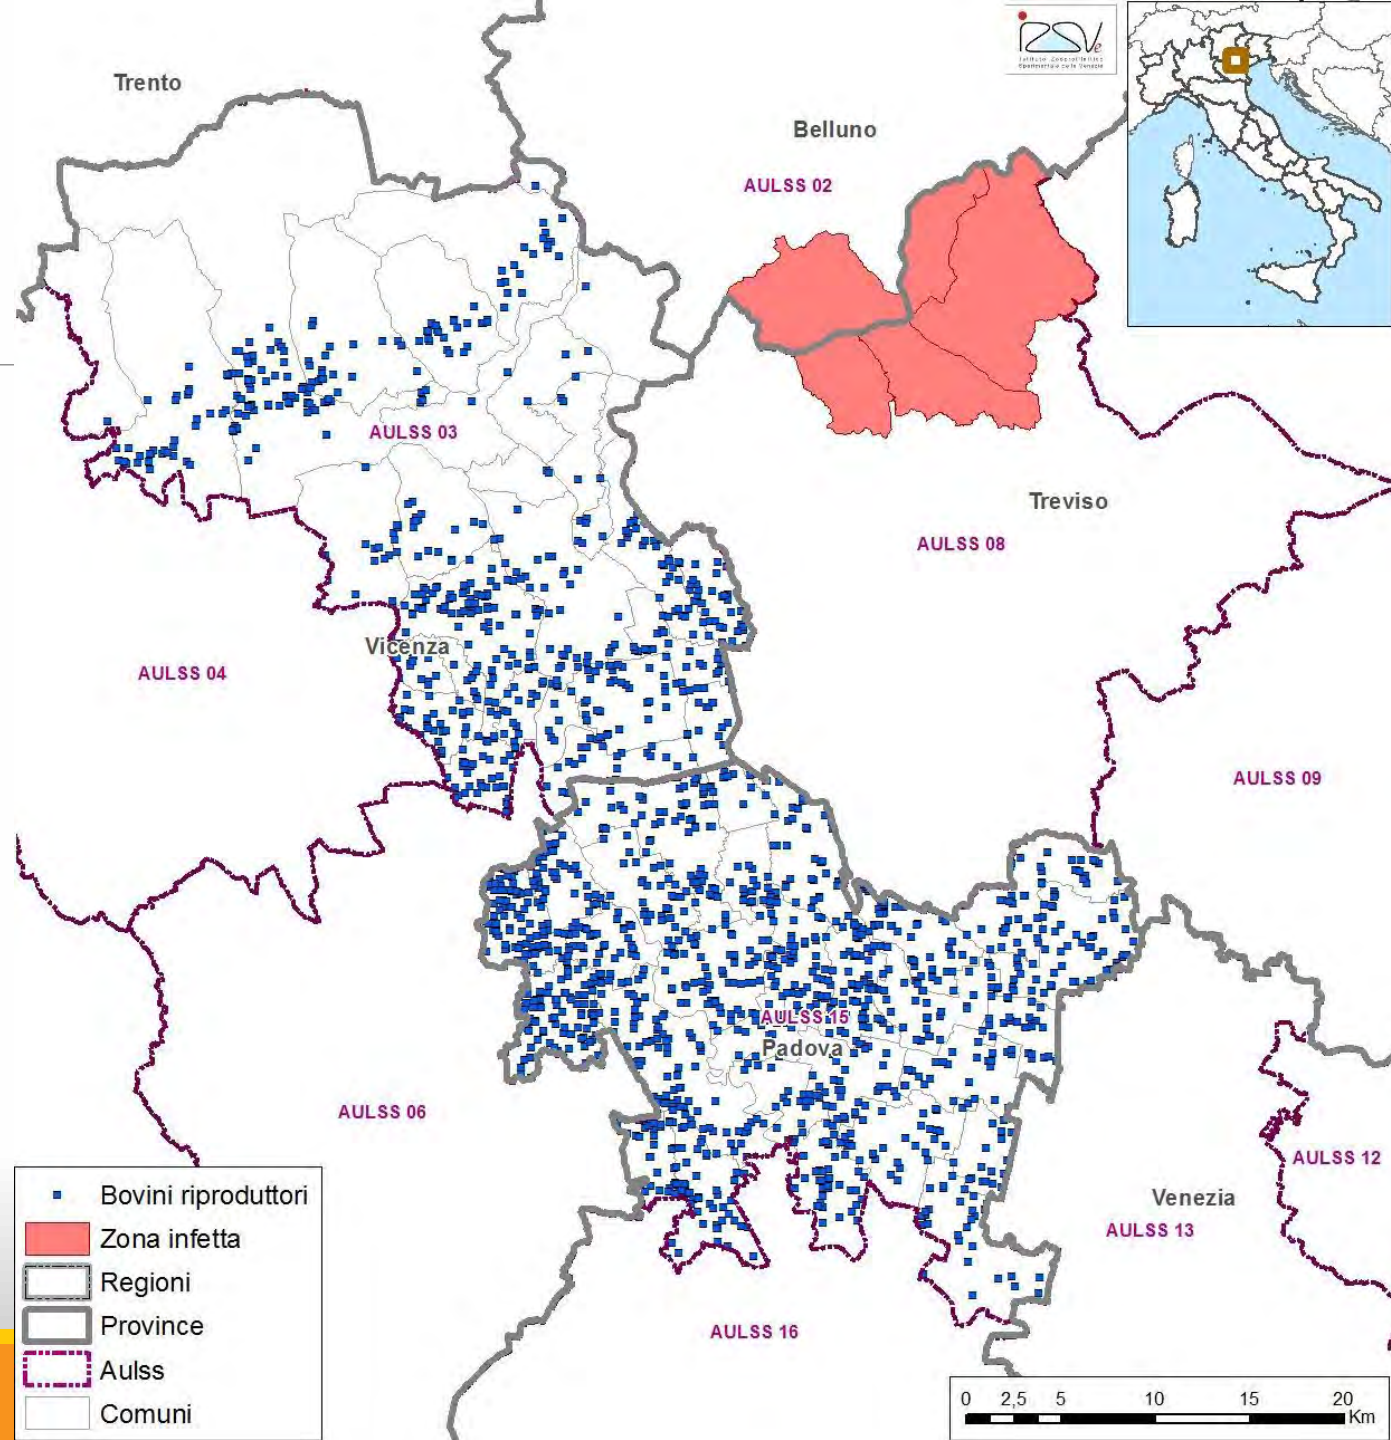 Trento
Belluno
AULSS 02
AULSS 03
Treviso
AULSS 08
Vicenza
AULSS 04
AULSS 09
AULSS 15
Padova
AULSS 06
AULSS 12
Venezia
AULSS 13
AULSS 16
IZSVe
Bovini riproduttori
Zona infetta
Regioni
Province
Aulss
Comuni
0 2,5 5 10 15 20
Km